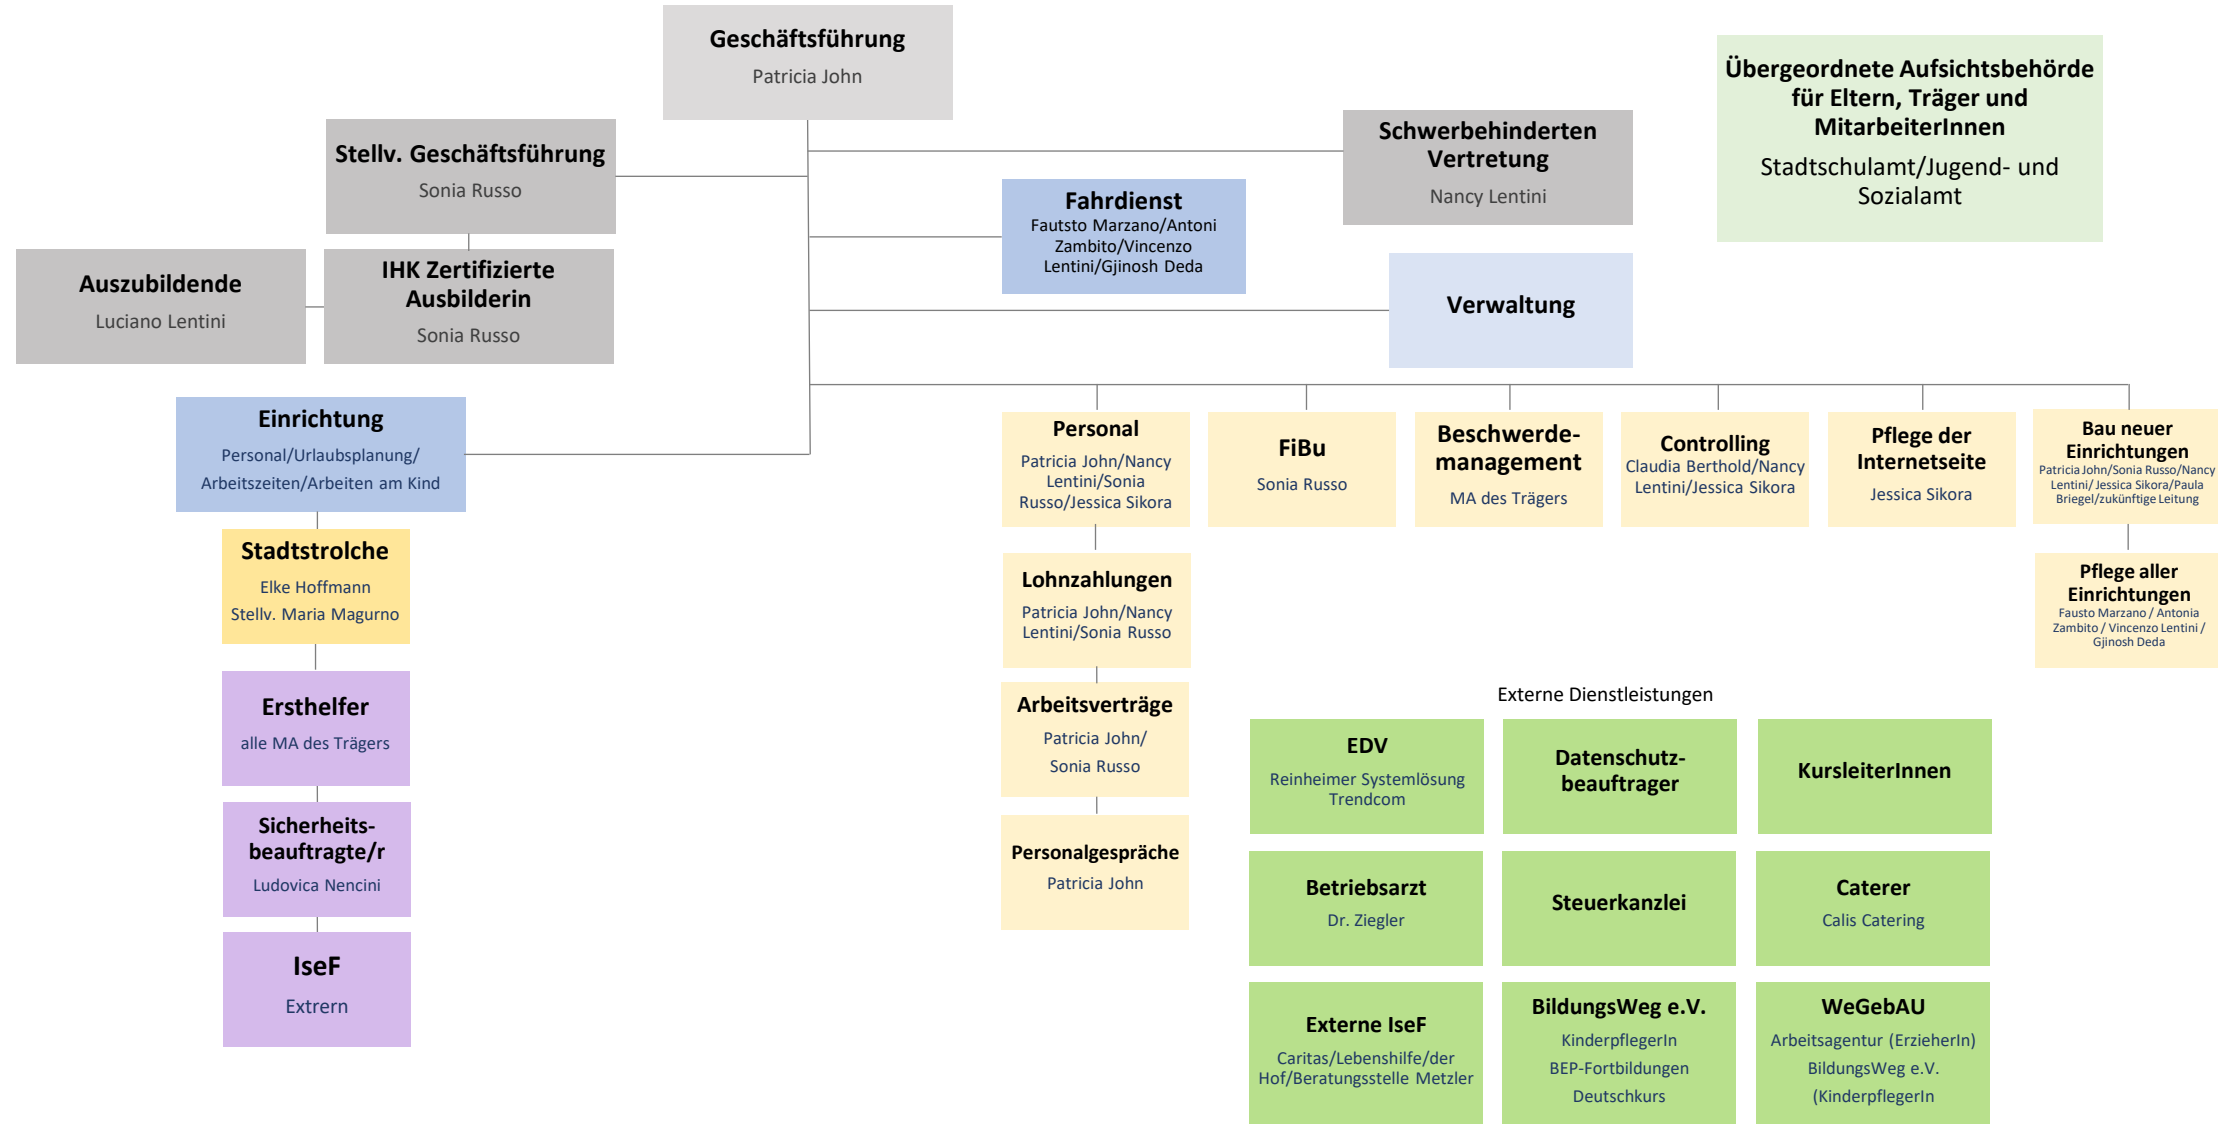 Geschäftsführung
Patricia John
Übergeordnete Aufsichtsbehörde
für Eltern, Träger und
MitarbeiterInnen
Stadtschulamt/Jugend- und
Sozialamt
Stellv. Geschäftsführung
Sonia Russo
Schwerbehinderten
Vertretung
Nancy Lentini
Fahrdienst
Fautsto Marzano/Antoni
Zambito/Vincenzo
Lentini/Gjinosh Deda
Auszubildende
Luciano Lentini
IHK Zertifizierte
Ausbilderin
Sonia Russo
Verwaltung
Einrichtung
Personal/Urlaubsplanung/
Arbeitszeiten/Arbeiten am Kind
Stadtstrolche
Elke Hoffmann
Stellv. Maria Magurno
Ersthelfer
alle MA des Trägers
Sicherheits-
beauftragte/r
Ludovica Nencini
IseF
Extrern
Personal
Patricia John/Nancy
Lentini/Sonia
Russo/Jessica Sikora
FiBu
Sonia Russo
Beschwerde-
management
MA des Trägers
Controlling
Claudia Berthold/Nancy
Lentini/Jessica Sikora
Pflege der
Internetseite
Jessica Sikora
Bau neuer
Einrichtungen
Patricia John/Sonia Russo/Nancy
Lentini/ Jessica Sikora/Paula
Briegel/zukünftige Leitung
Lohnzahlungen
Patricia John/Nancy
Lentini/Sonia Russo
Pflege aller
Einrichtungen
Fausto Marzano / Antonia
Zambito / Vincenzo Lentini /
Gjinosh Deda
Arbeitsverträge
Patricia John/
Sonia Russo
Personalgespräche
Patricia John
Externe Dienstleistungen
EDV
Reinheimer Systemlösung
Trendcom
Datenschutz-
beauftrager
KursleiterInnen
Betriebsarzt
Dr. Ziegler
Steuerkanzlei
Caterer
Calis Catering
Externe IseF
Caritas/Lebenshilfe/der
Hof/Beratungsstelle Metzler
BildungsWeg e.V.
KinderpflegerIn
BEP-Fortbildungen
Deutschkurs
WeGebAU
Arbeitsagentur (ErzieherIn)
BildungsWeg e.V.
(KinderpflegerIn